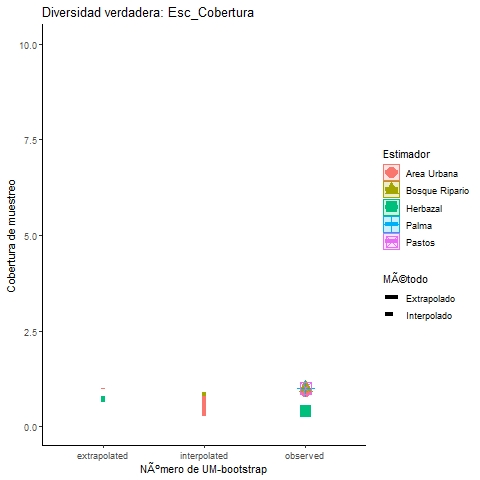 Diversidad verdadera: Esc_Cobertura
10.0
7.5
5.0
2.5
0.0
Cobertura de muestreo
extrapolated
interpolated
observed
NÃºmero de UM-bootstrap
Estimador
Area Urbana
Bosque Ripario
Herbazal
Palma
Pastos
MÃ©todo
Extrapolado
Interpolado